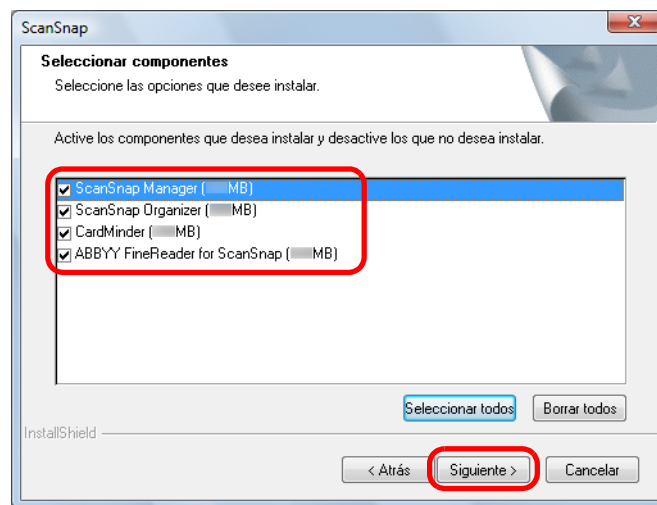 ScanSnap
Seleccionar componentes
Seleccione las opciones que desee instalar.
Active los componentes que desea instalar y desactive los que no desea instalar.
ScanSnap Manager ( MB)
ScanSnap Organizer ( MB)
CardMinder ( MB)
ABBYY FineReader for ScanSnap ( MB)
Seleccionar todos Borrar todos
InstallShield
< Atrás Siguiente > Cancelar